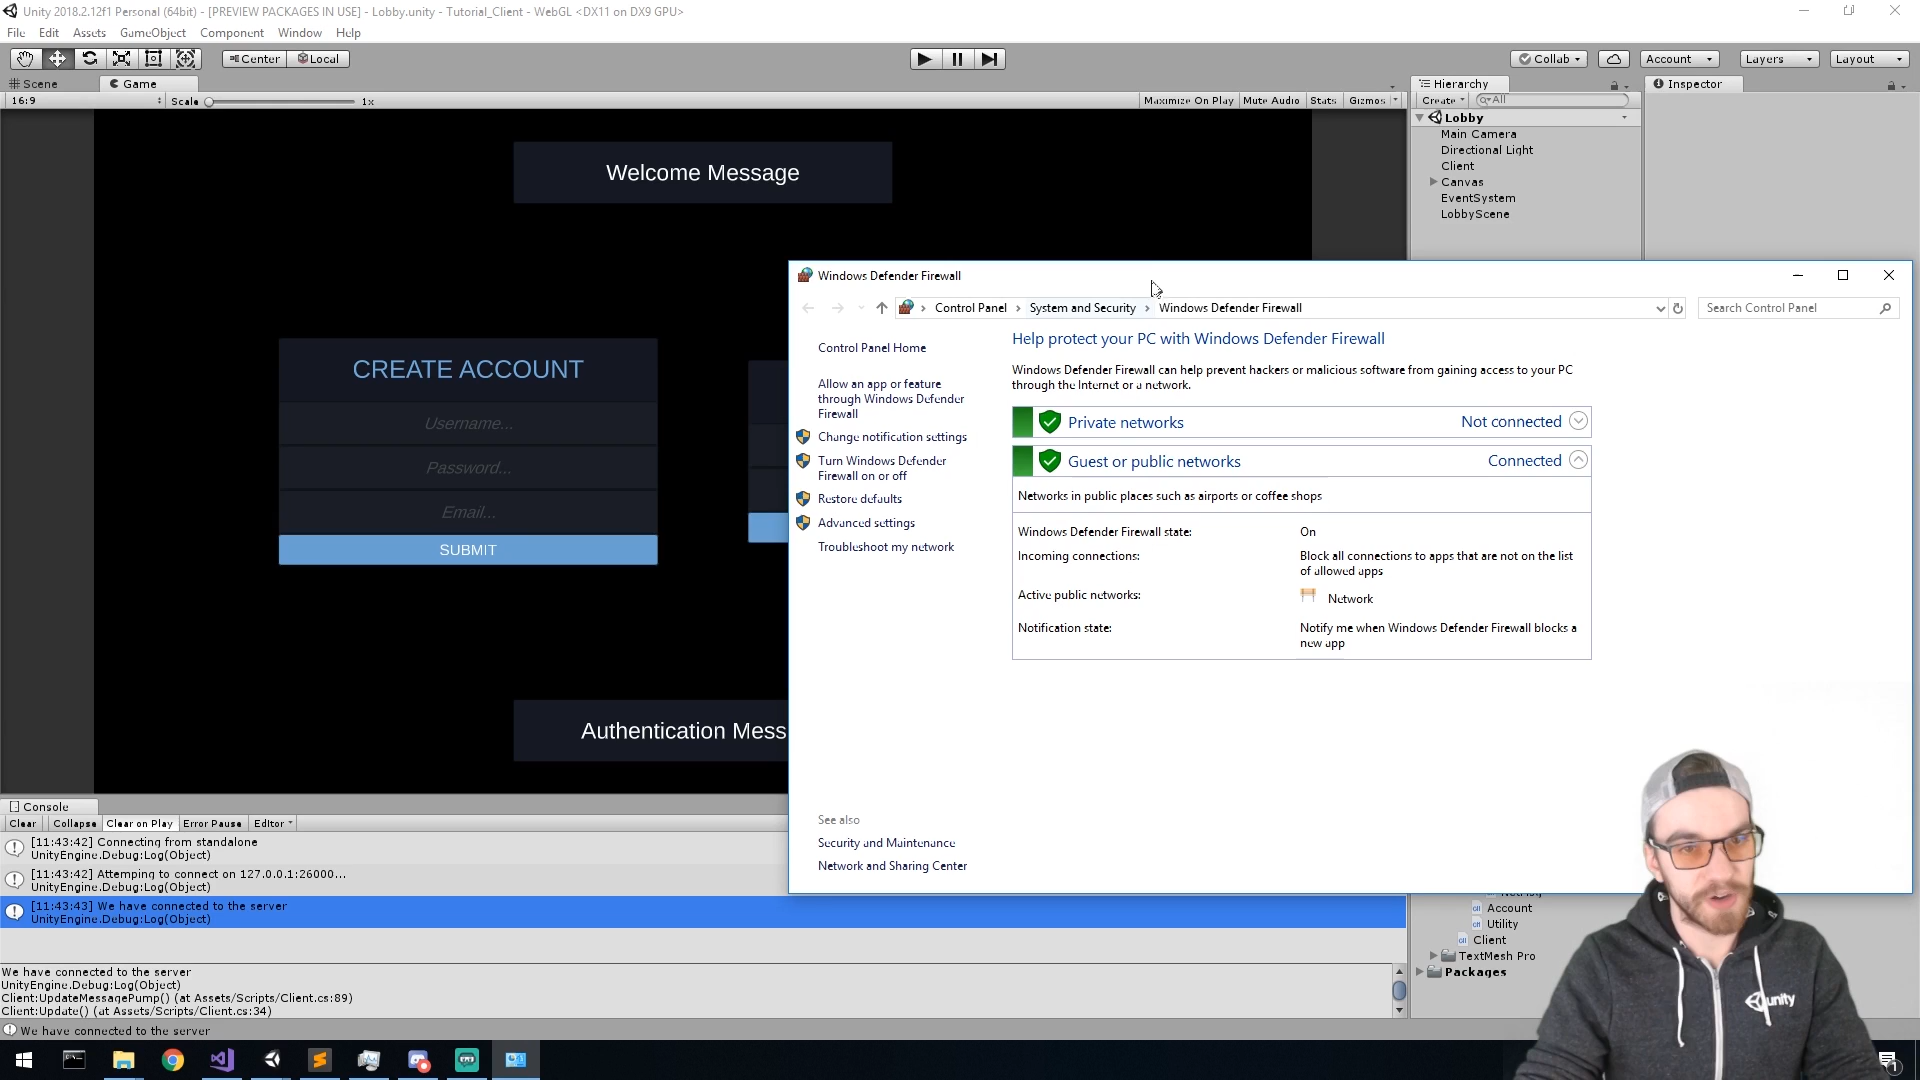 Unity 2018.2.12f1 Personal (64bit) - [PREVIEW PACKAGES IN USE] - Lobby.unity - Tutorial_Client - WebGL <DX11 on DX9 GPU>
File Edit Assets GameObject Component Window Help
Center Local Collab Account Layers Layout
Scene Game
16:9 Scale 1x Maximize On Play Mute Audio Stats Gizmos
Hierarchy
Create All
Lobby
Main Camera
Directional Light
Client
Canvas
EventSystem
LobbyScene
Inspector
Welcome Message
CREATE ACCOUNT
Username...
Password...
Email...
SUBMIT
Authentication Mess
Windows Defender Firewall
Control Panel System and Security Windows Defender Firewall Search Control Panel
Control Panel Home
Allow an app or feature
through Windows Defender
Firewall
Change notification settings
Turn Windows Defender
Firewall on or off
Restore defaults
Advanced settings
Troubleshoot my network
See also
Security and Maintenance
Network and Sharing Center
Help protect your PC with Windows Defender Firewall
Windows Defender Firewall can help prevent hackers or malicious software from gaining access to your PC
through the Internet or a network.
Private networks Not connected
Guest or public networks Connected
Networks in public places such as airports or coffee shops
Windows Defender Firewall state: On
Incoming connections: Block all connections to apps that are not on the list
of allowed apps
Active public networks: Network
Notification state: Notify me when Windows Defender Firewall blocks a
new app
Console
Clear Collapse Clear on Play Error Pause Editor
[11:43:42] Connecting from standalone
UnityEngine.Debug:Log(Object)
[11:43:42] Attemping to connect on 127.0.0.1:26000...
UnityEngine.Debug:Log(Object)
[11:43:43] We have connected to the server
UnityEngine.Debug:Log(Object)
We have connected to the server
UnityEngine.Debug:Log(Object)
Client:UpdateMessagePump() (at Assets/Scripts/Client.cs:89)
Client:Update() (at Assets/Scripts/Client.cs:34)
We have connected to the server
Account
Utility
Client
TextMesh Pro
Packages
unity
1